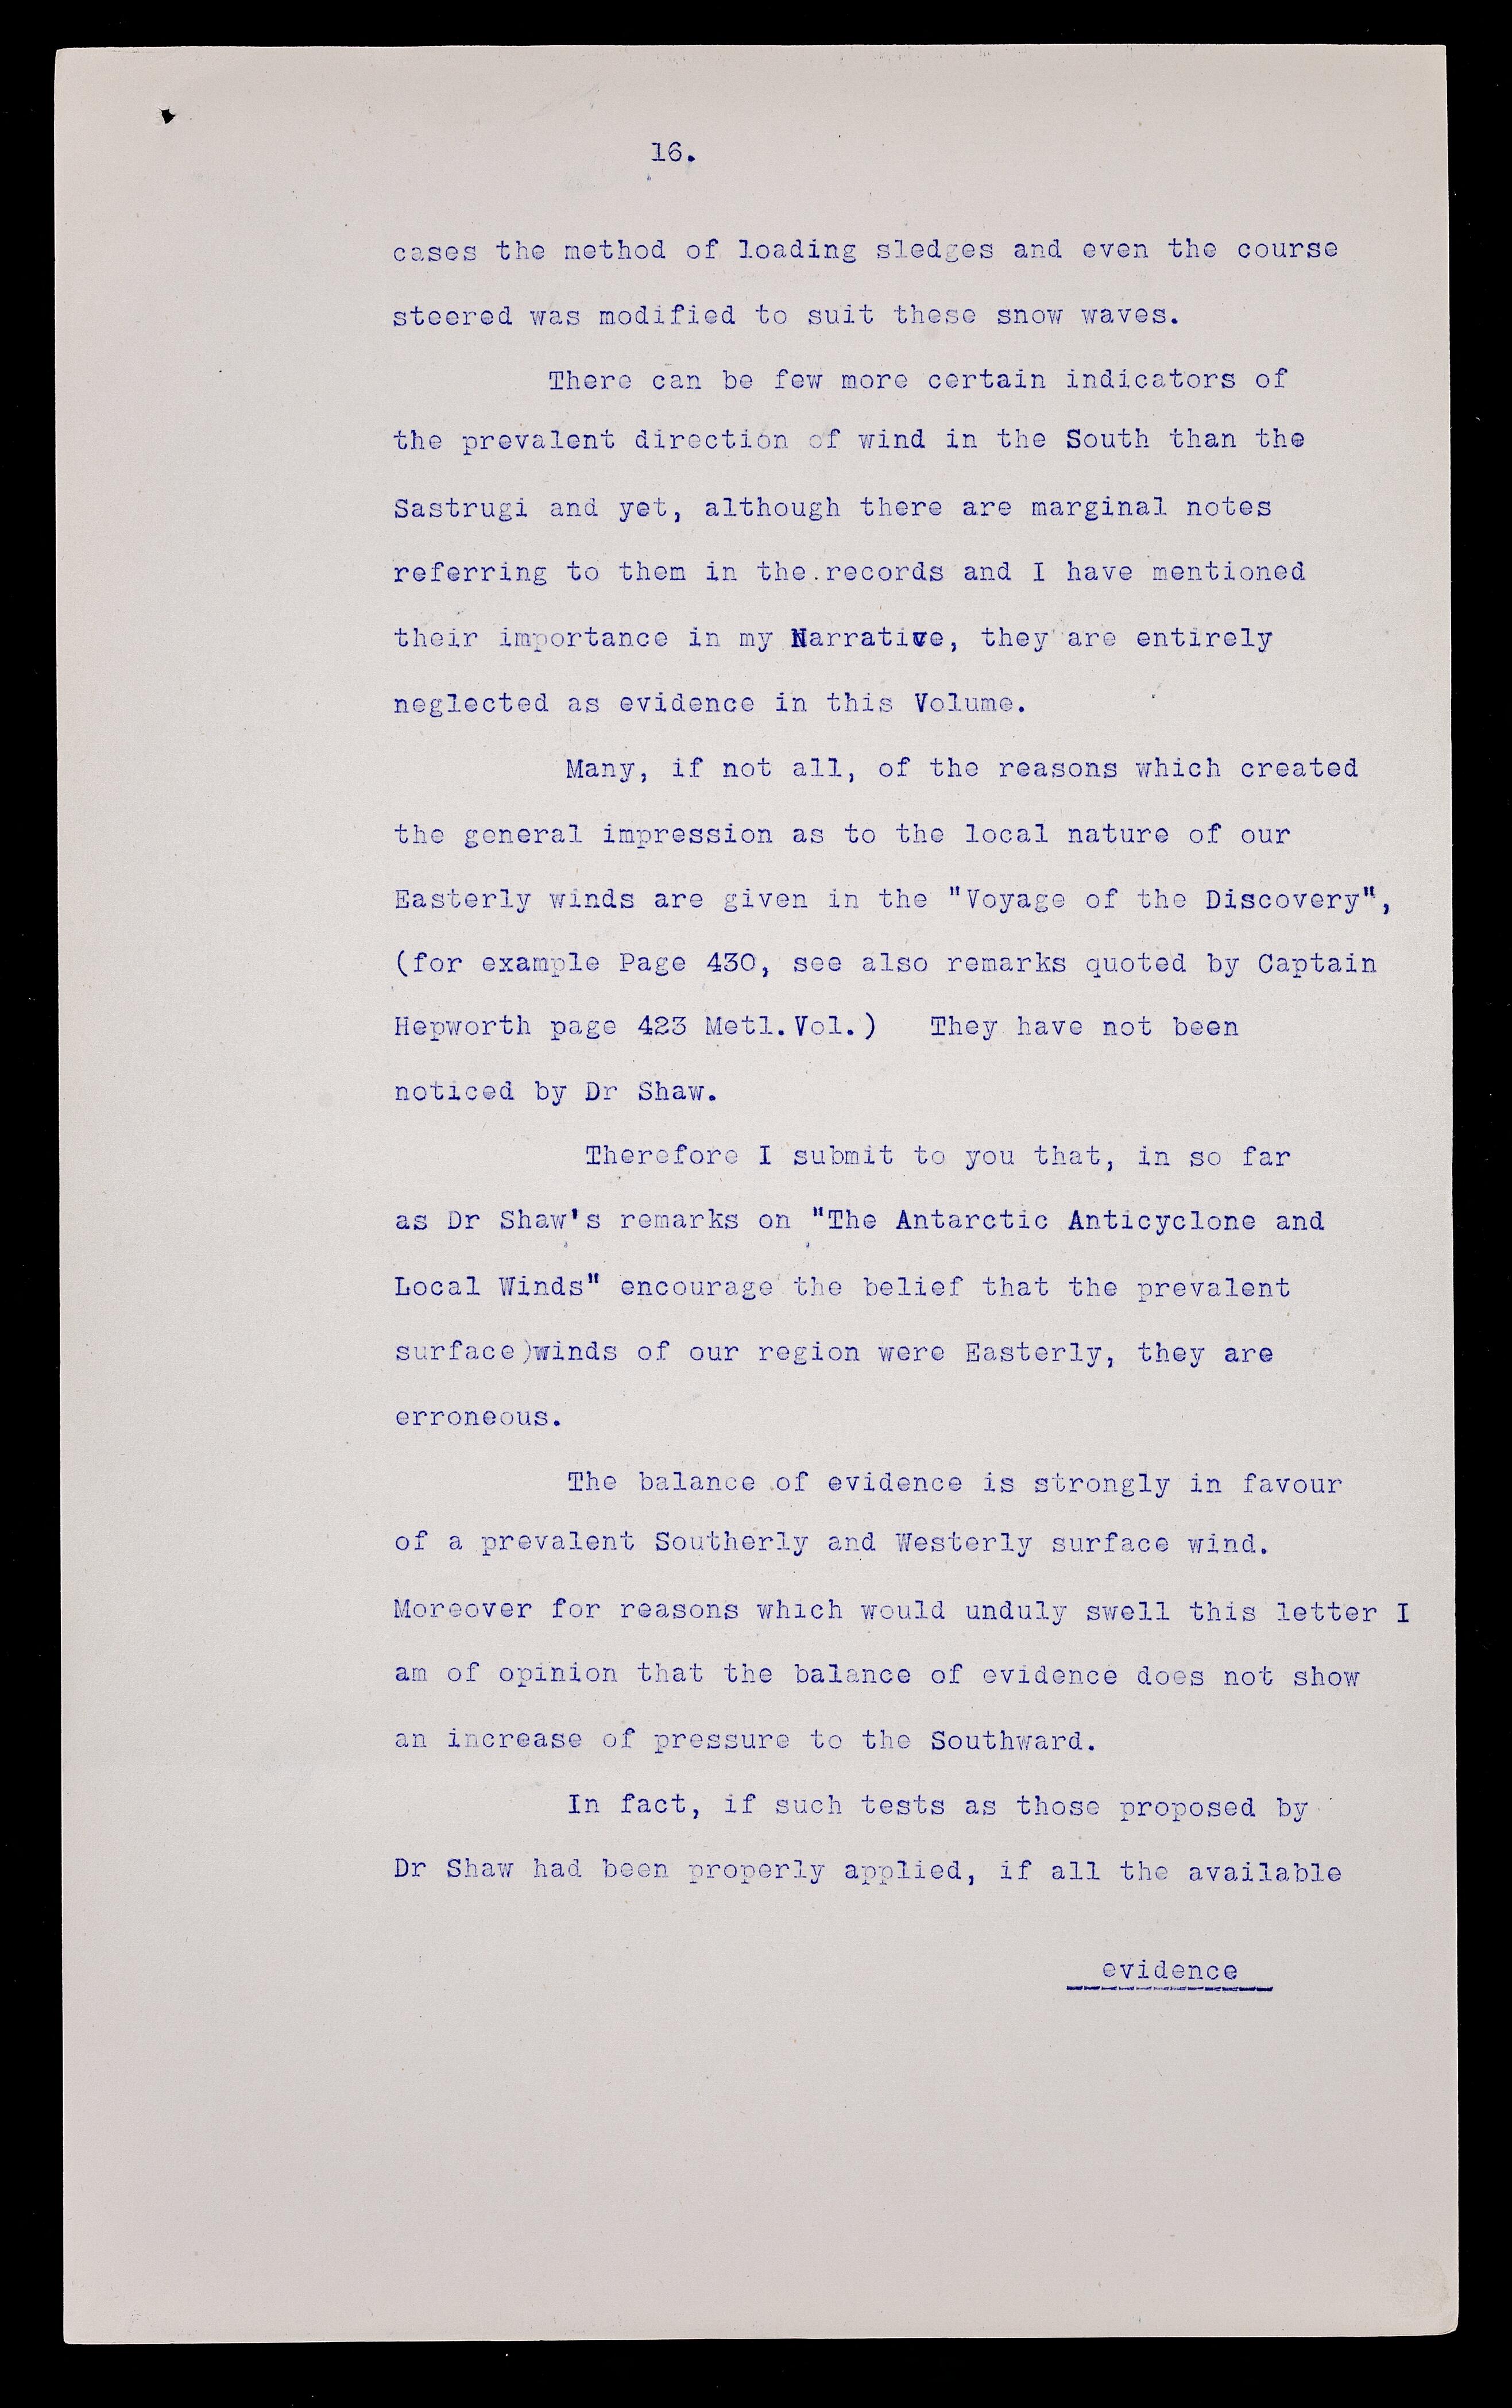 16.
cases the method of loading sledges and even the course
steered was modified to suit these snow waves.
There can be few more certain indicators of
the prevalent direction of wind in the South than the
Sastrugi and yet, although there are marginal notes
referring to them in the.records and I have mentioned
their importance in my Narrative, they are entirely
neglected as evidence in this Volume.
Many, if not all, of the reasons which created
the general impression as to the local nature of our
Easterly winds are given in the "Voyage of the Discovery",
(for example Page 430, see also remarks quoted by Captain
Hepworth page 423 Metl.Vol.) They have not been
noticed by Dr Shaw.
Therefore I submit to you that, in so far
as Dr Shaw's remarks on "The Antarctic Anticyclone and
Local Winds" encourage the belief that the prevalent
surface)winds of our region were Easterly, they are
erroneous.
The balance of evidence is strongly in favour
of a prevalent Southerly and Westerly surface wind.
Moreover for reasons which would unduly swell this letter I
am of opinion that the balance of evidence does not show
an increase of pressure to the Southward.
In fact, if such tests as those proposed by
Dr Shaw had been properly applied, if all the available
evidence